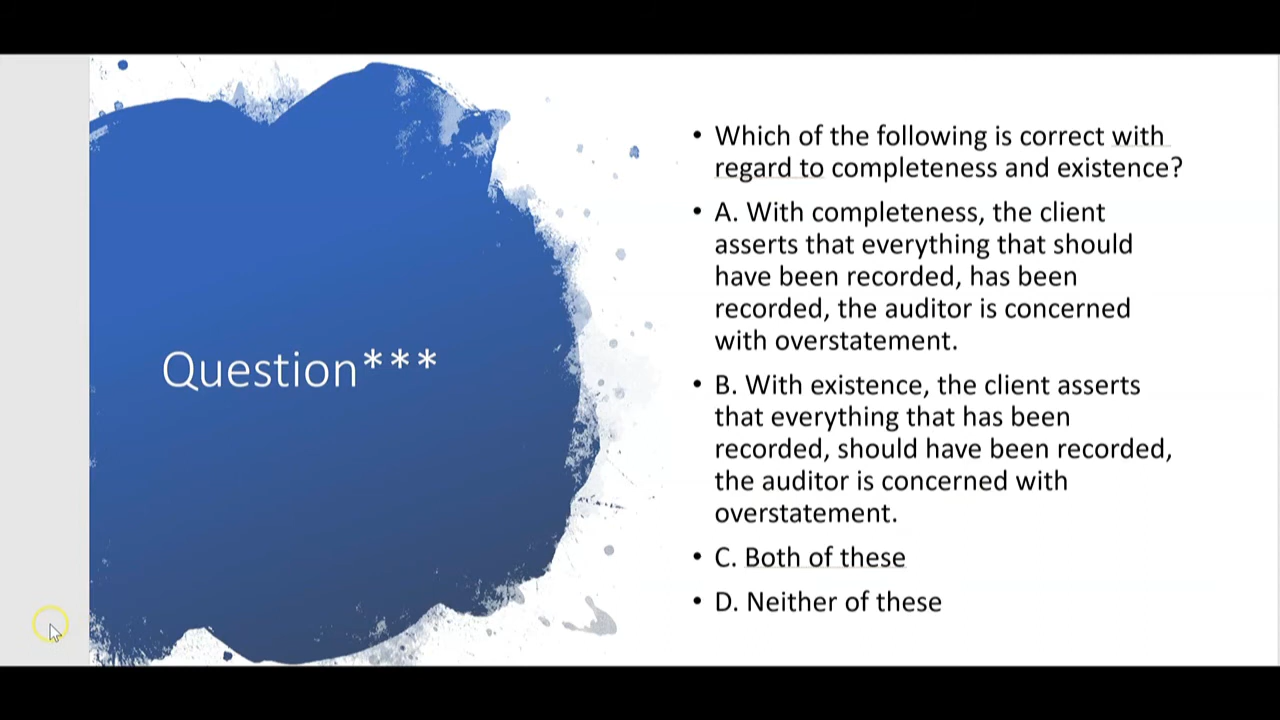 Question***
• Which of the following is correct with
regard to completeness and existence?
• A. With completeness, the client
asserts that everything that should
have been recorded, has been
recorded, the auditor is concerned
with overstatement.
• B. With existence, the client asserts
that everything that has been
recorded, should have been recorded,
the auditor is concerned with
overstatement.
• C. Both of these
• D. Neither of these